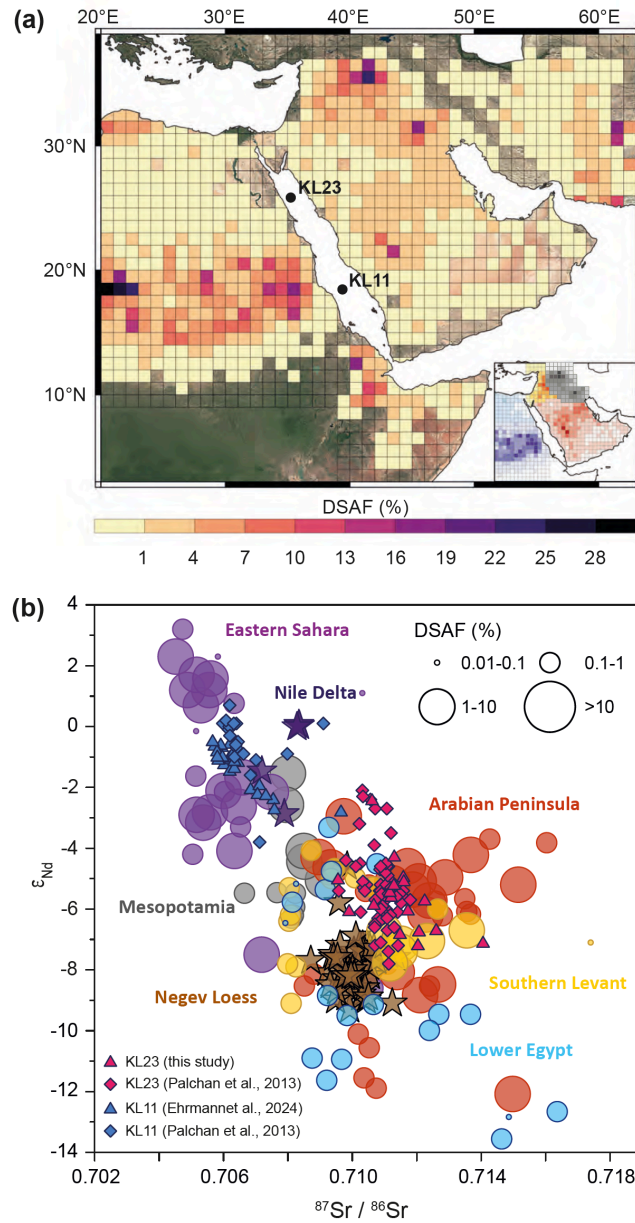 (a)
20°E 30°E 40°E 50°E 60°E
30°N
KL23
20°N
KL11
10°N
DSAF (%)
1 4 7 10 13 16 19 22 25 28
(b)
4
2
0
-2
-4
-6
-8
-10
-12
-14
εNd
Eastern Sahara
DSAF (%)
0.01-0.1
0.1-1
1-10
>10
Nile Delta
Arabian Peninsula
Mesopotamia
Negev Loess
Southern Levant
Lower Egypt
KL23 (this study)
KL23 (Palchan et al., 2013)
KL11 (Ehrmannet et al., 2024)
KL11 (Palchan et al., 2013)
0.702 0.706 0.710 0.714 0.718
⁸⁷Sr / ⁸⁶Sr